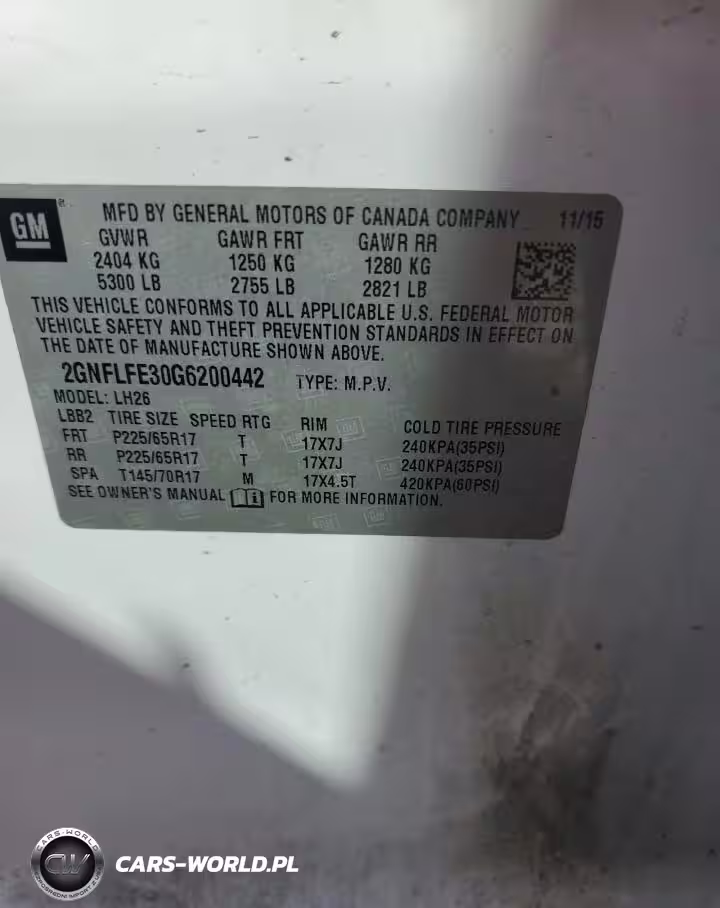 GM
MFD BY GENERAL MOTORS OF CANADA COMPANY 11/15
GVWR GAWR FRT GAWR RR
2404 KG 1250 KG 1280 KG
5300 LB 2755 LB 2821 LB
THIS VEHICLE CONFORMS TO ALL APPLICABLE U.S. FEDERAL MOTOR
VEHICLE SAFETY AND THEFT PREVENTION STANDARDS IN EFFECT ON
THE DATE OF MANUFACTURE SHOWN ABOVE.
2GNFLFE30G6200442 TYPE: M.P.V.
MODEL: LH26
LBB2 TIRE SIZE SPEED RTG RIM COLD TIRE PRESSURE
FRT P225/65R17 T 17X7J 240KPA(35PSI)
RR P225/65R17 T 17X7J 240KPA(35PSI)
SPA T145/70R17 M 17X4.5T 420KPA(60PSI)
SEE OWNER'S MANUAL FOR MORE INFORMATION.
CARS-WORLD
CW
CARS-WORLD.PL